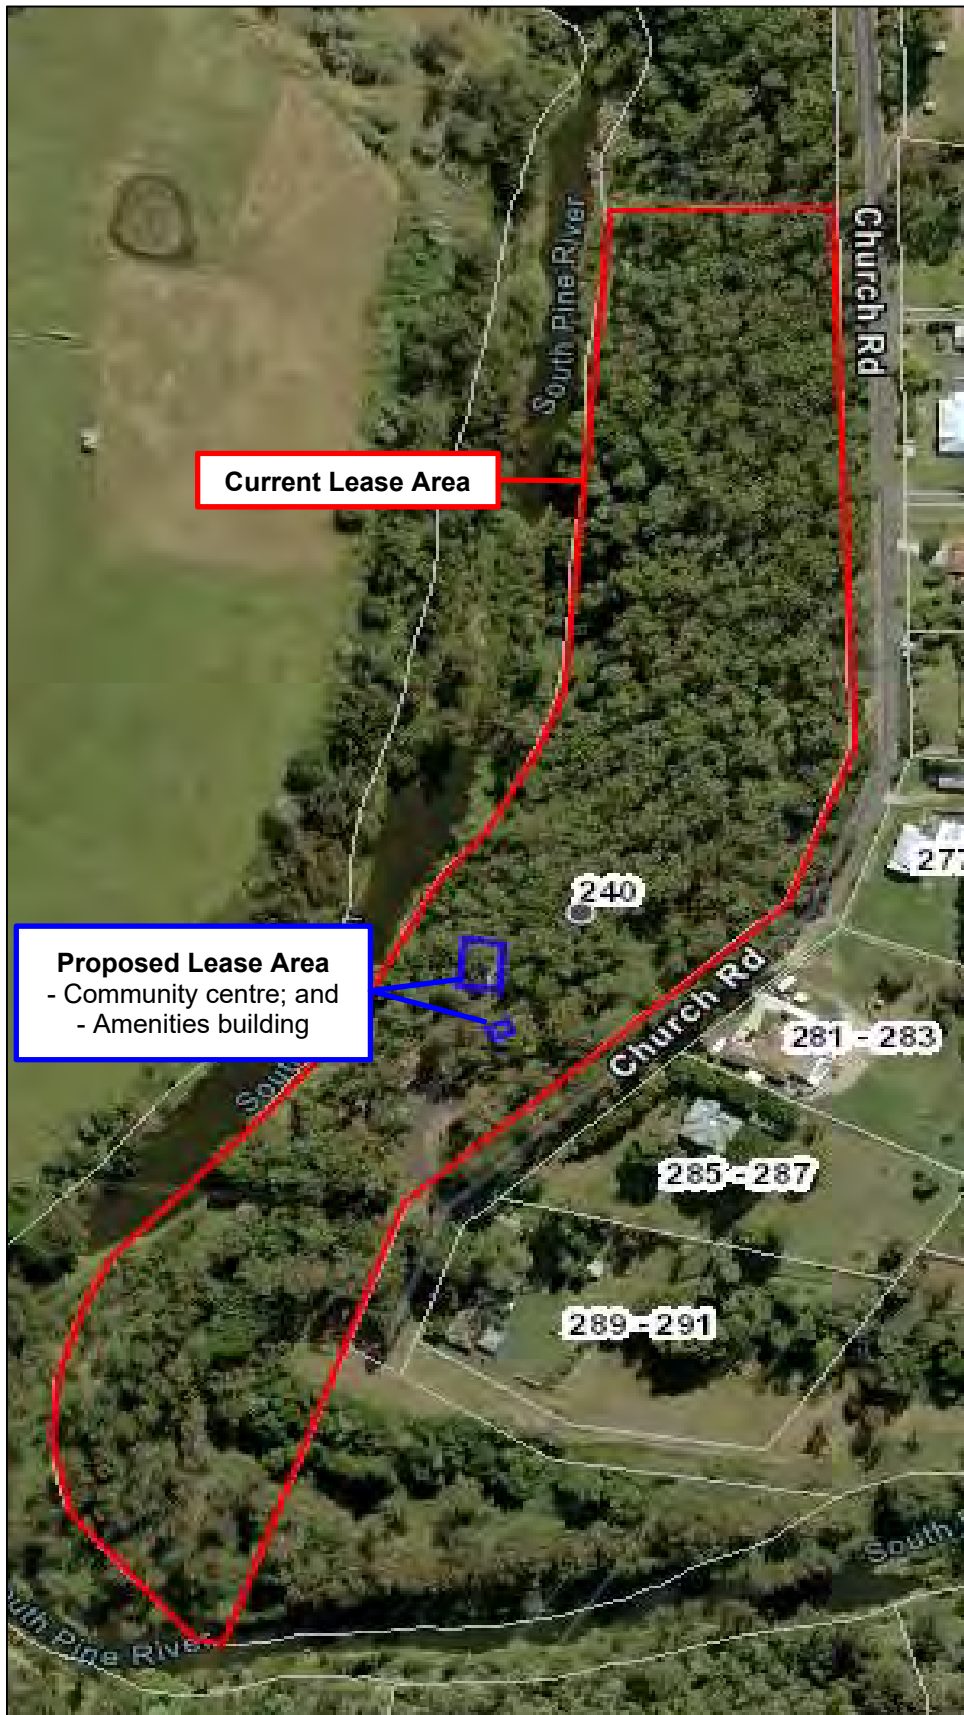 Church Rd
South Pine River
Current Lease Area
277
240
Proposed Lease Area
- Community centre; and
- Amenities building
Church Rd
281 - 283
South
285 - 287
289 - 291
South
South Pine River